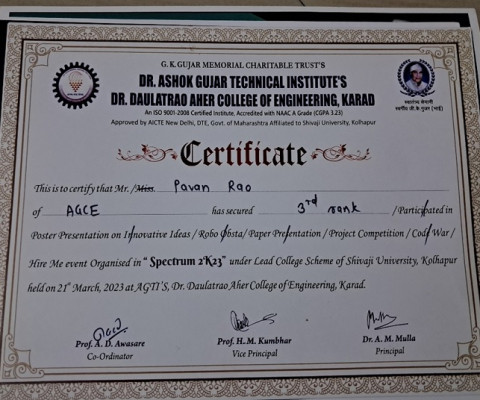 G. K. GUJAR MEMORIAL CHARITABLE TRUST'S
DR. ASHOK GUJAR TECHNICAL INSTITUTE'S
DR. DAULATRAO AHER COLLEGE OF ENGINEERING, KARAD
An ISO 9001-2008 Certified Institute, Accredited with NAAC A Grade (CGPA 3.23)
Approved by AICTE New Delhi, DTE, Govt. of Maharashtra Affiliated to Shivaji University, Kolhapur
स्वातंत्र्य सेनानी
स्वर्गीय जी.के. गुजर (भाई)
Certificate
This is to certify that Mr. /Miss. Pavan Rao
of AGCE has secured 3rd rank / Participated in
Poster Presentation on Innovative Ideas / Robo Obsta/ Paper Presentation / Project Competition / Code War /
Hire Me event Organised in “ Spectrum 2K23” under Lead College Scheme of Shivaji University, Kolhapur
held on 21st March, 2023 at AGTI'S, Dr. Daulatrao Aher College of Engineering, Karad.
Prof. A. D. Awasare
Co-Ordinator
Prof. H. M. Kumbhar
Vice Principal
Dr. A. M. Mulla
Principal